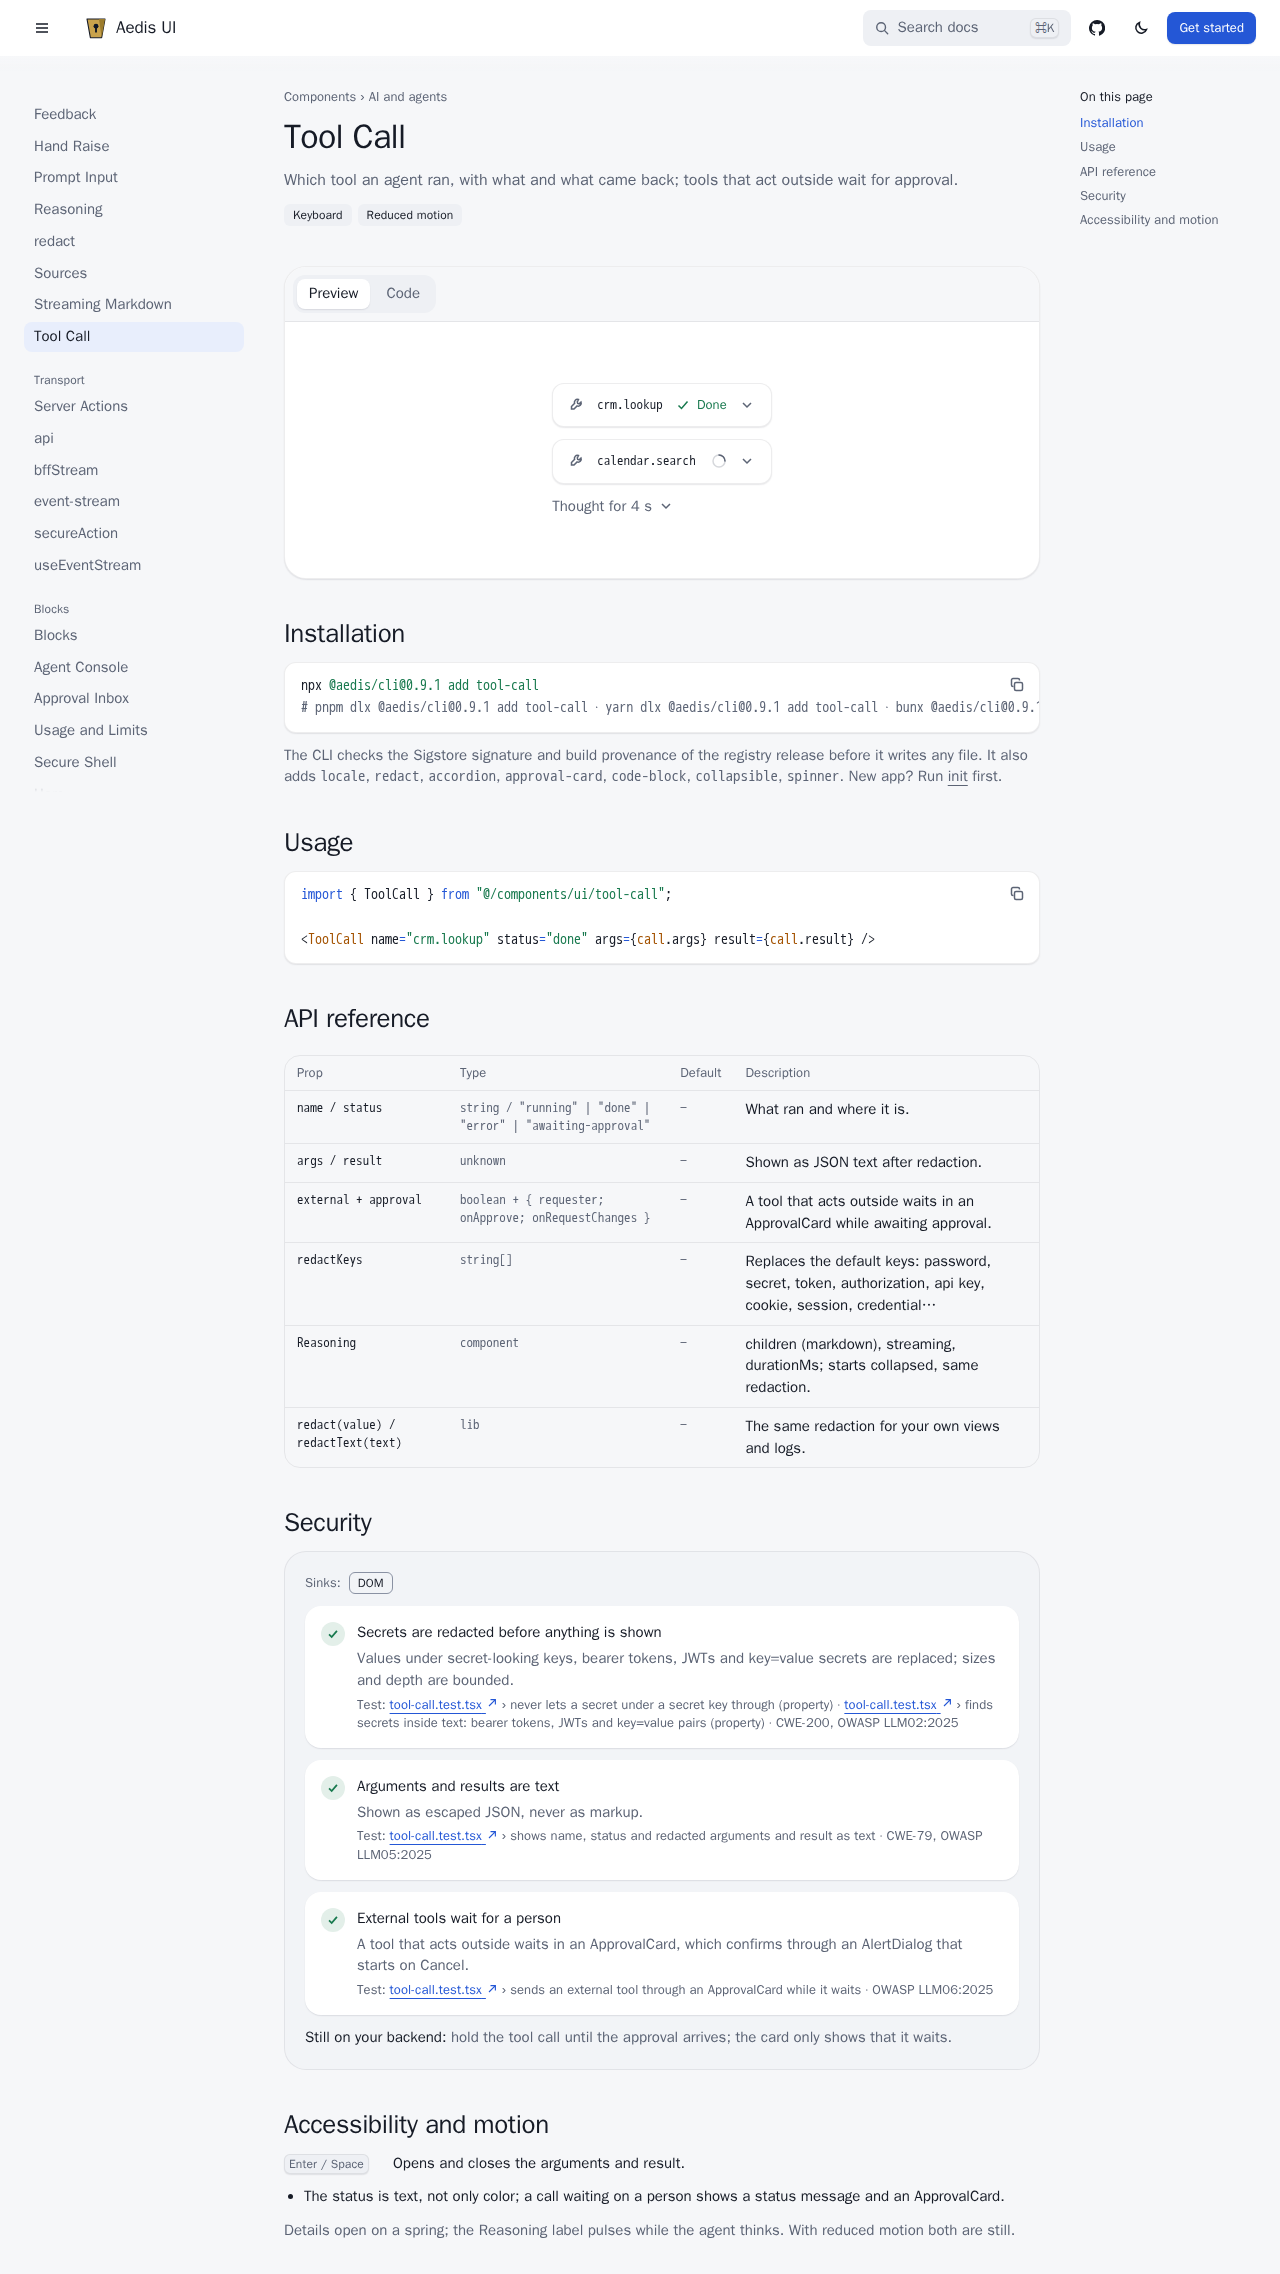 Aedis UI
Search docs
⌘K
Get started
Feedback
Hand Raise
Prompt Input
Reasoning
redact
Sources
Streaming Markdown
Tool Call
Transport
Server Actions
api
bffStream
event-stream
secureAction
useEventStream
Blocks
Blocks
Agent Console
Approval Inbox
Usage and Limits
Secure Shell
Components › AI and agents
Tool Call
Which tool an agent ran, with what and what came back; tools that act outside wait for approval.
Keyboard
Reduced motion
On this page
Installation
Usage
API reference
Security
Accessibility and motion
Preview
Code
crm.lookup
Done
calendar.search
Thought for 4 s
Installation
npx @aedis/cli@0.9.1 add tool-call
# pnpm dlx @aedis/cli@0.9.1 add tool-call · yarn dlx @aedis/cli@0.9.1 add tool-call · bunx @aedis/cli@0.9.1
The CLI checks the Sigstore signature and build provenance of the registry release before it writes any file. It also
adds locale, redact, accordion, approval-card, code-block, collapsible, spinner. New app? Run init first.
Usage
import { ToolCall } from "@/components/ui/tool-call";
<ToolCall name="crm.lookup" status="done" args={call.args} result={call.result} />
API reference
Prop
Type
Default
Description
name / status
string / "running" | "done" |
"error" | "awaiting-approval"
—
What ran and where it is.
args / result
unknown
—
Shown as JSON text after redaction.
external + approval
boolean + { requester;
onApprove; onRequestChanges }
—
A tool that acts outside waits in an
ApprovalCard while awaiting approval.
redactKeys
string[]
—
Replaces the default keys: password,
secret, token, authorization, api key,
cookie, session, credential…
Reasoning
component
—
children (markdown), streaming,
durationMs; starts collapsed, same
redaction.
redact(value) /
redactText(text)
lib
—
The same redaction for your own views
and logs.
Security
Sinks:
DOM
Secrets are redacted before anything is shown
Values under secret-looking keys, bearer tokens, JWTs and key=value secrets are replaced; sizes
and depth are bounded.
Test: tool-call.test.tsx ↗ › never lets a secret under a secret key through (property) · tool-call.test.tsx ↗ › finds
secrets inside text: bearer tokens, JWTs and key=value pairs (property) · CWE-200, OWASP LLM02:2025
Arguments and results are text
Shown as escaped JSON, never as markup.
Test: tool-call.test.tsx ↗ › shows name, status and redacted arguments and result as text · CWE-79, OWASP
LLM05:2025
External tools wait for a person
A tool that acts outside waits in an ApprovalCard, which confirms through an AlertDialog that
starts on Cancel.
Test: tool-call.test.tsx ↗ › sends an external tool through an ApprovalCard while it waits · OWASP LLM06:2025
Still on your backend: hold the tool call until the approval arrives; the card only shows that it waits.
Accessibility and motion
Enter / Space
Opens and closes the arguments and result.
• The status is text, not only color; a call waiting on a person shows a status message and an ApprovalCard.
Details open on a spring; the Reasoning label pulses while the agent thinks. With reduced motion both are still.